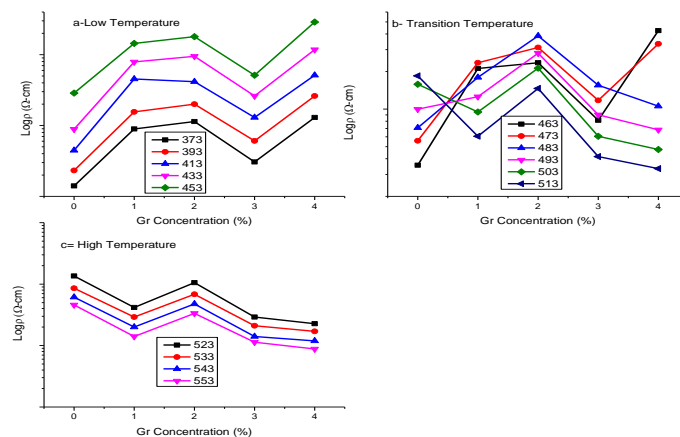 a-Low Temperature
Logρ (Ω-cm)
373
393
413
433
453
0 1 2 3 4
Gr Concentration (%)
b- Transition Temperature
Logρ (Ω-cm)
463
473
483
493
503
513
0 1 2 3 4
Gr Concentration (%)
c= High Temperature
Logρ (Ω-cm)
523
533
543
553
0 1 2 3 4
Gr Concentration (%)